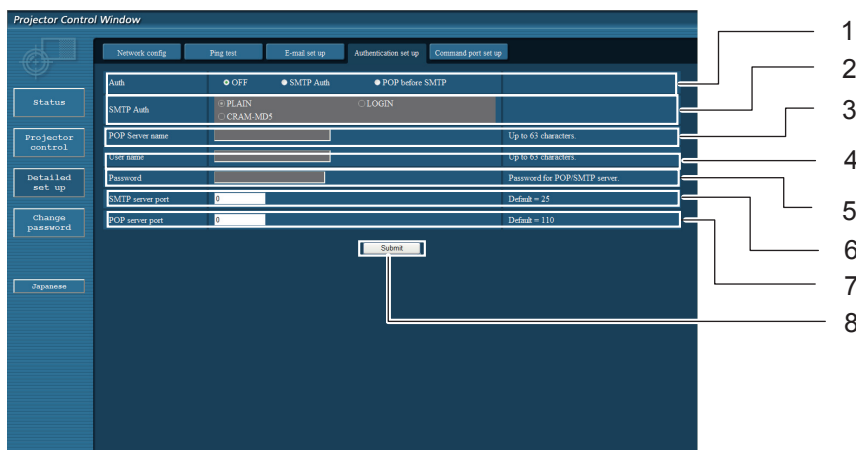 Projector Control Window
Network config Ping test E-mail set up Authentication set up Command port set up
Status
Projector control
Detailed set up
Change password
Japanese
Auth OFF SMTP Auth POP before SMTP
SMTP Auth PLAIN LOGIN
CRAM-MD5
POP Server name Up to 63 characters.
User name Up to 63 characters.
Password Password for POP/SMTP server.
SMTP server port 0 Default = 25
POP server port 0 Default = 110
Submit
1
2
3
4
5
6
7
8